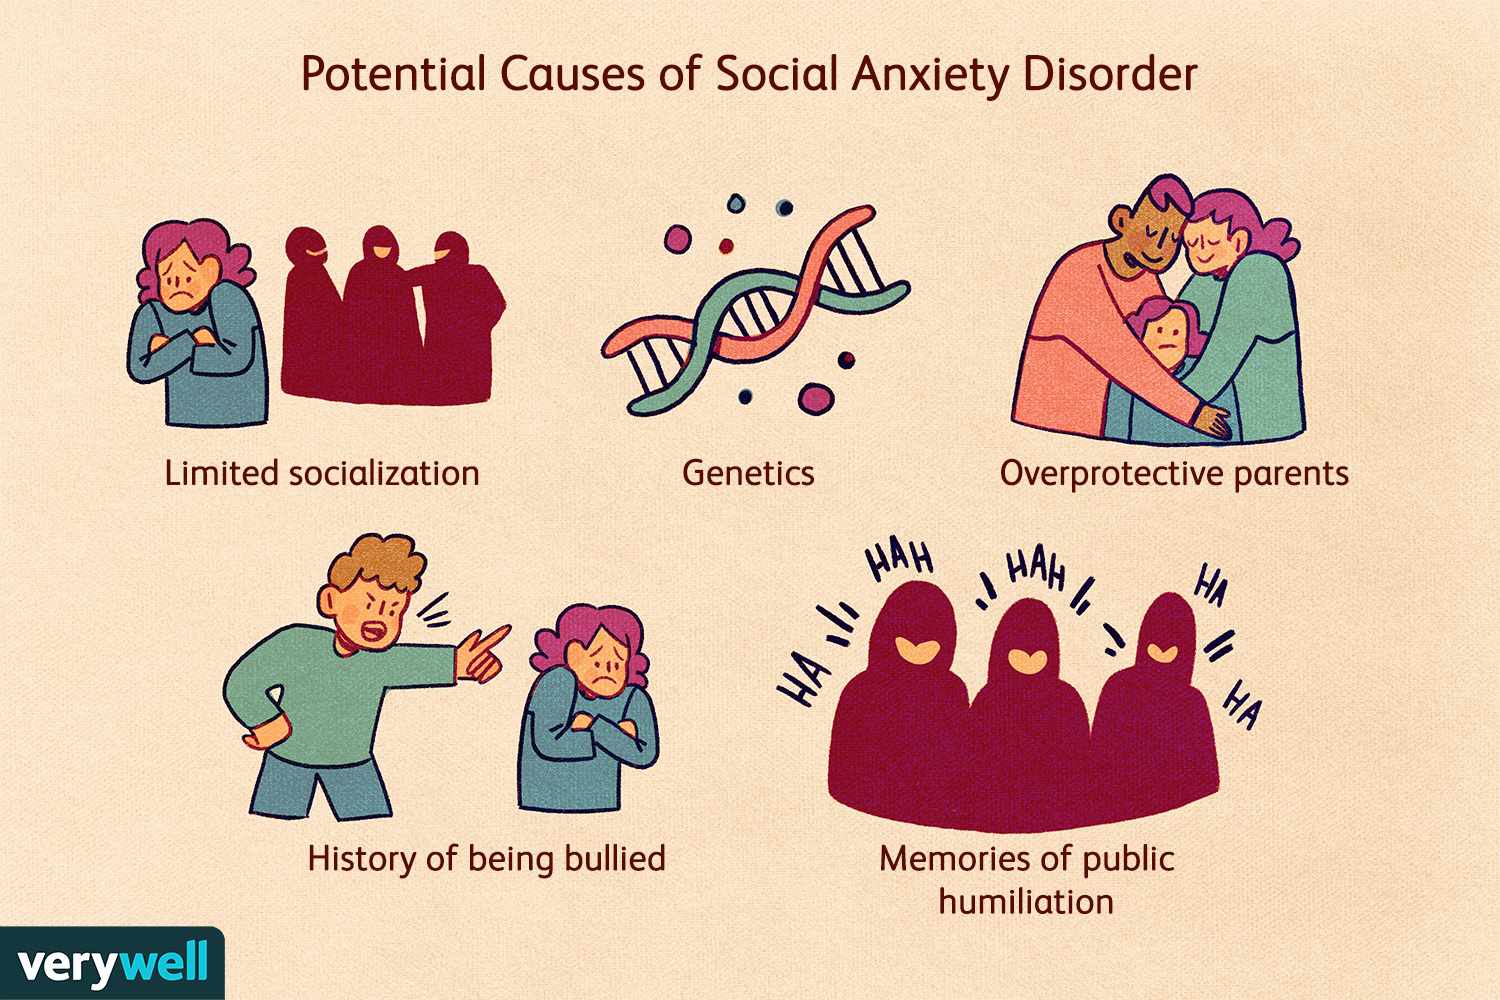 Potential Causes of Social Anxiety Disorder
Limited socialization
Genetics
Overprotective parents
HAH
HAH
HA
HA
HA
History of being bullied
Memories of public
humiliation
verywell